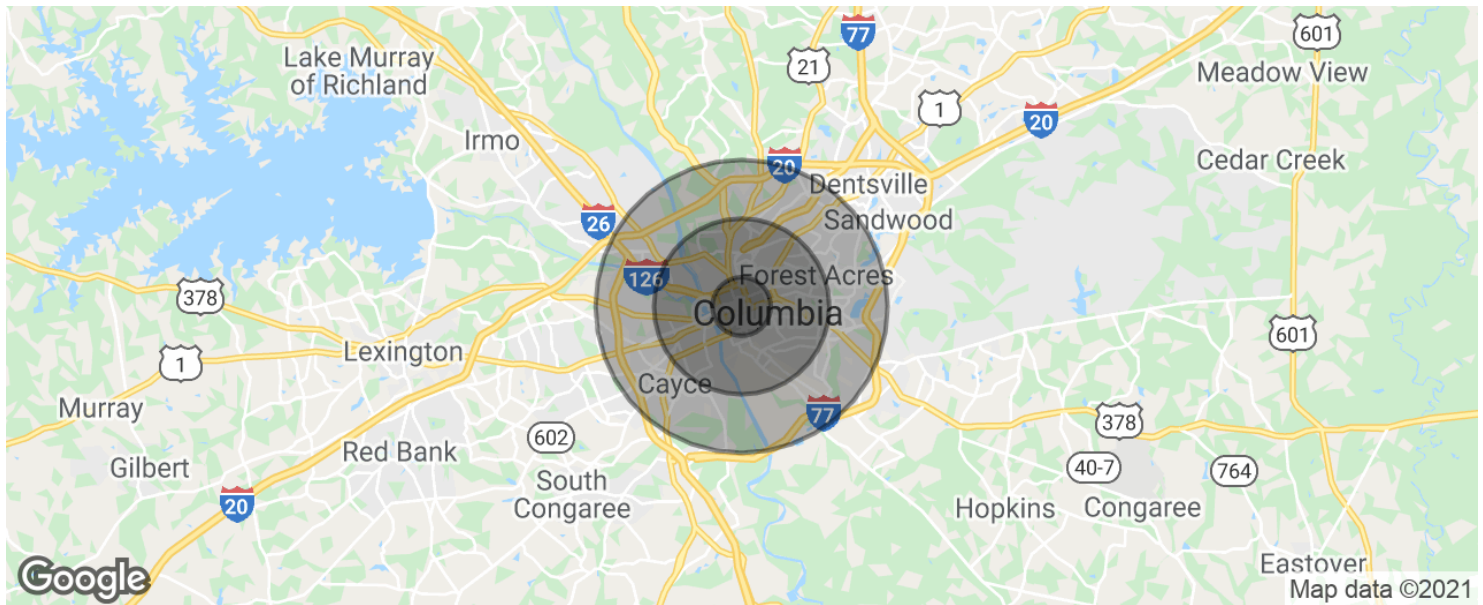 77
601
Lake Murray
of Richland
21
Meadow View
1
20
Irmo
20
Cedar Creek
Dentsville
26
Sandwood
126
Forest Acres
378
Columbia
601
1
Lexington
Cayce
Murray
77
378
602
Red Bank
Gilbert
40-7
764
South
Congaree
20
Hopkins
Congaree
Eastover
Google
Map data ©2021